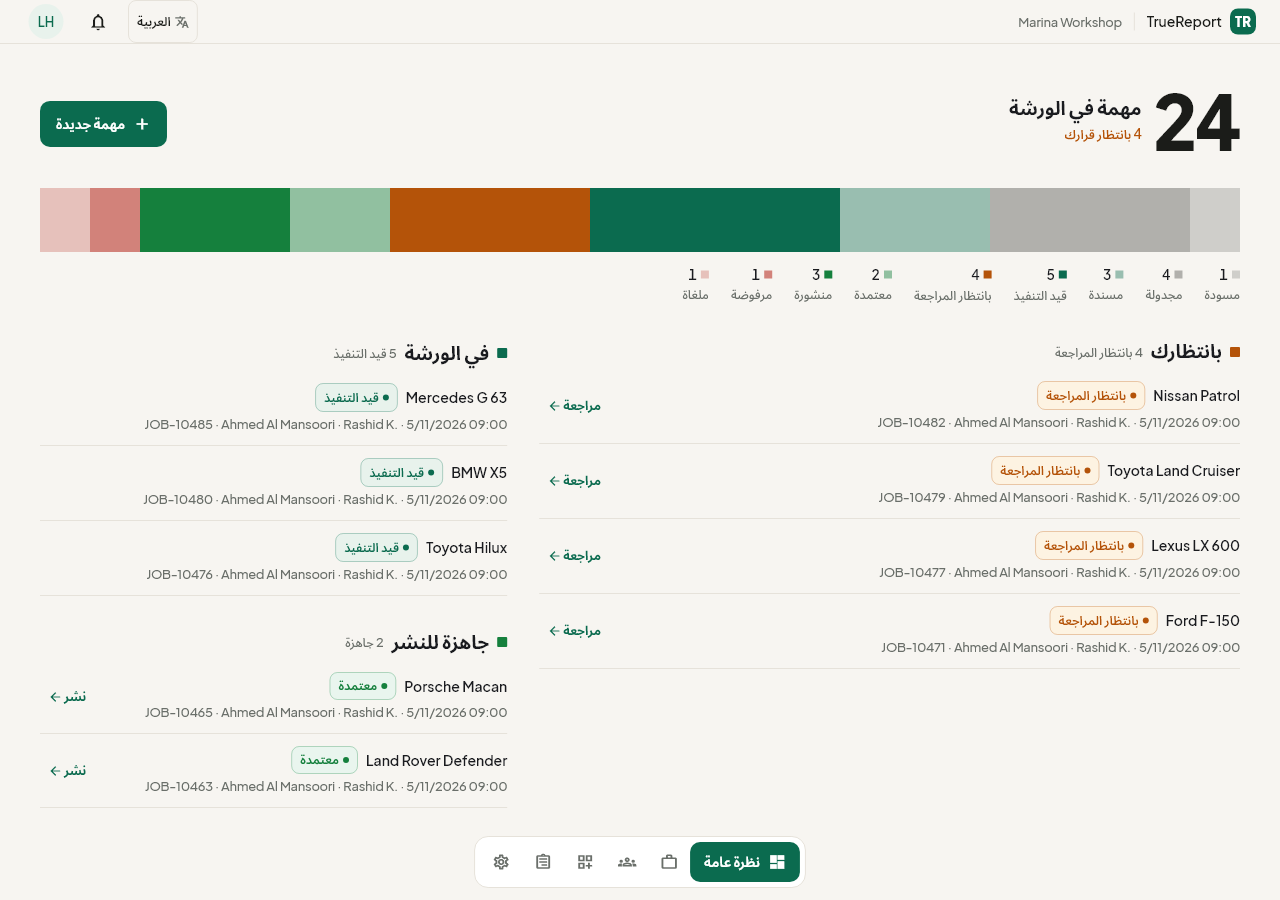 TR TrueReport Marina Workshop
العربية
LH
24
مهمة في الورشة
4 بانتظار قرارك
مهمة جديدة
1 4 3 5 4 2 3 1 1
مسودة مجدولة مسندة قيد التنفيذ بانتظار المراجعة معتمدة منشورة مرفوضة ملغاة
بانتظارك 4 بانتظار المراجعة
Nissan Patrol بانتظار المراجعة
JOB-10482 · Ahmed Al Mansoori · Rashid K. · 5/11/2026 09:00
مراجعة
Toyota Land Cruiser بانتظار المراجعة
JOB-10479 · Ahmed Al Mansoori · Rashid K. · 5/11/2026 09:00
مراجعة
Lexus LX 600 بانتظار المراجعة
JOB-10477 · Ahmed Al Mansoori · Rashid K. · 5/11/2026 09:00
مراجعة
Ford F-150 بانتظار المراجعة
JOB-10471 · Ahmed Al Mansoori · Rashid K. · 5/11/2026 09:00
مراجعة
في الورشة 5 قيد التنفيذ
Mercedes G 63 قيد التنفيذ
JOB-10485 · Ahmed Al Mansoori · Rashid K. · 5/11/2026 09:00
BMW X5 قيد التنفيذ
JOB-10480 · Ahmed Al Mansoori · Rashid K. · 5/11/2026 09:00
Toyota Hilux قيد التنفيذ
JOB-10476 · Ahmed Al Mansoori · Rashid K. · 5/11/2026 09:00
جاهزة للنشر 2 جاهزة
Porsche Macan معتمدة
JOB-10465 · Ahmed Al Mansoori · Rashid K. · 5/11/2026 09:00
نشر
Land Rover Defender معتمدة
JOB-10463 · Ahmed Al Mansoori · Rashid K. · 5/11/2026 09:00
نشر
نظرة عامة